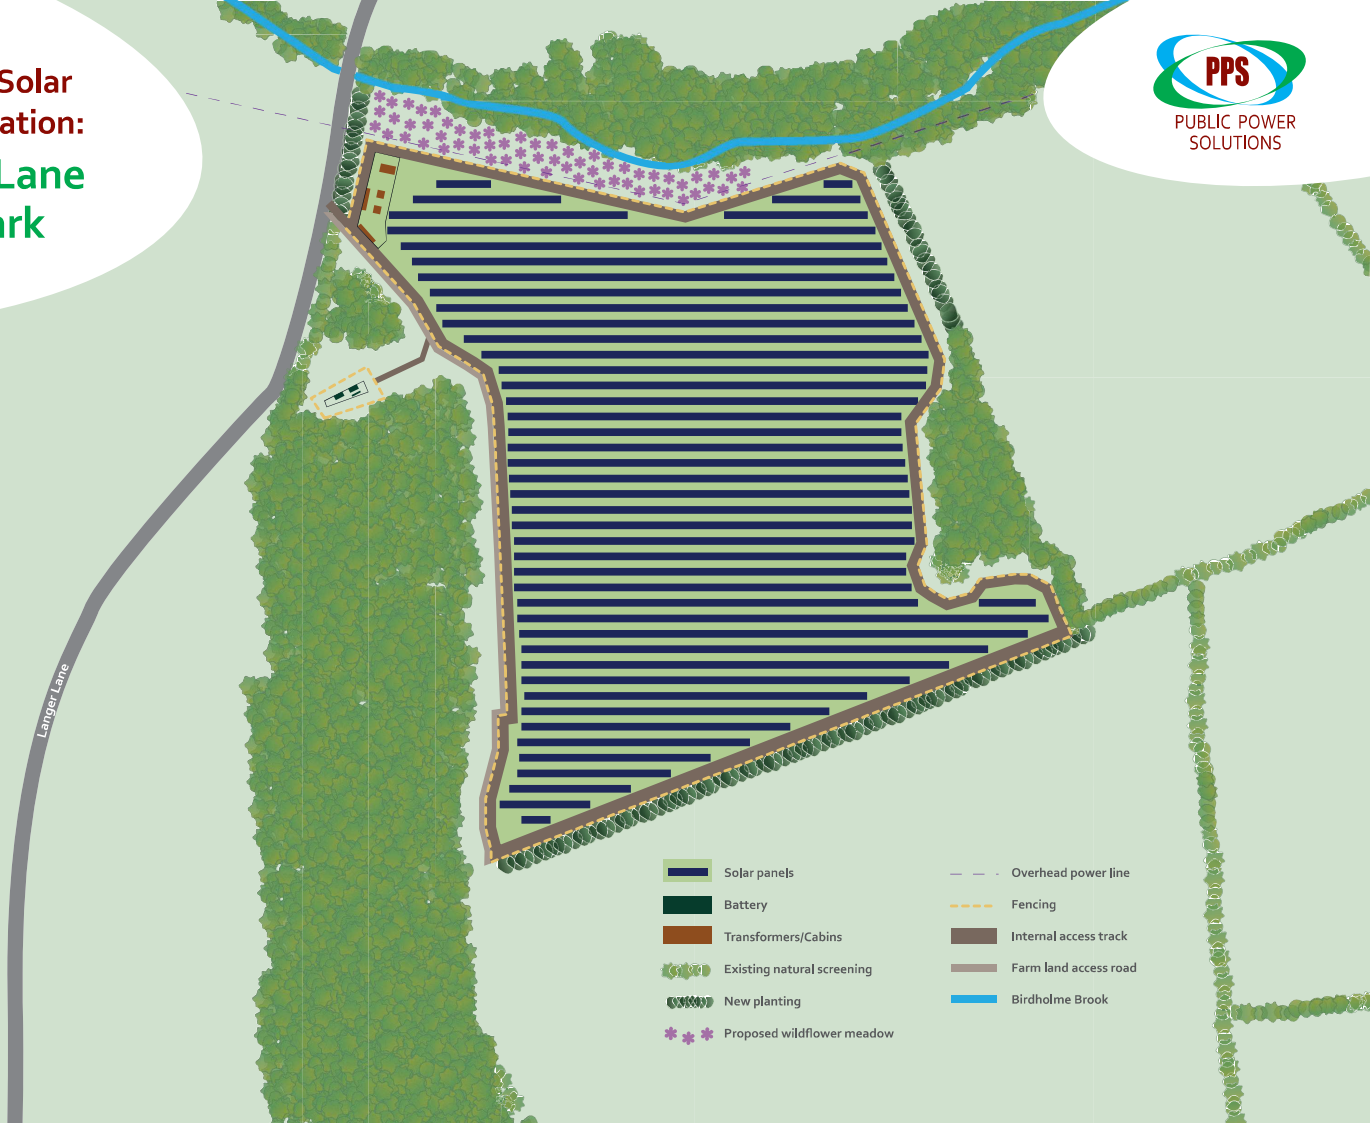 Solar
ation:
Lane
rk
PPS
PUBLIC POWER
SOLUTIONS
Langer Lane
Solar panels
Battery
Transformers/Cabins
Existing natural screening
New planting
Proposed wildflower meadow
Overhead power line
Fencing
Internal access track
Farm land access road
Birdholme Brook